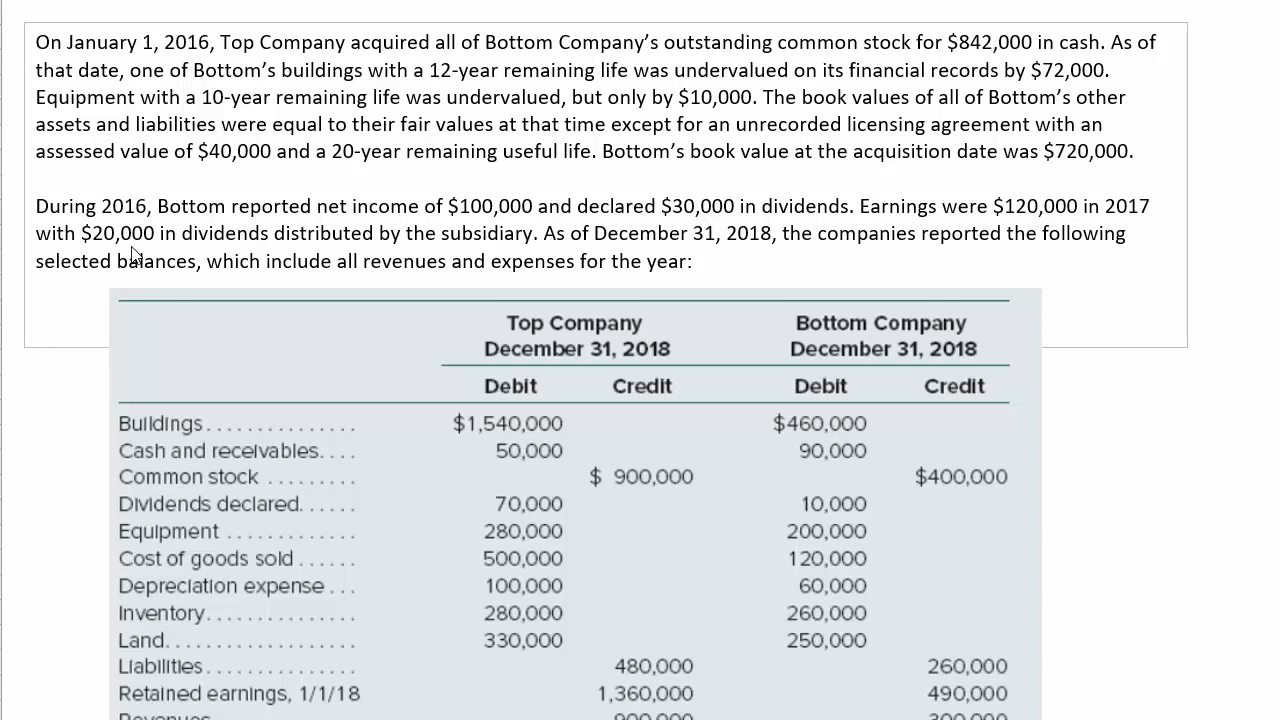 On January 1, 2016, Top Company acquired all of Bottom Company’s outstanding common stock for $842,000 in cash. As of
that date, one of Bottom’s buildings with a 12-year remaining life was undervalued on its financial records by $72,000.
Equipment with a 10-year remaining life was undervalued, but only by $10,000. The book values of all of Bottom’s other
assets and liabilities were equal to their fair values at that time except for an unrecorded licensing agreement with an
assessed value of $40,000 and a 20-year remaining useful life. Bottom’s book value at the acquisition date was $720,000.
During 2016, Bottom reported net income of $100,000 and declared $30,000 in dividends. Earnings were $120,000 in 2017
with $20,000 in dividends distributed by the subsidiary. As of December 31, 2018, the companies reported the following
selected balances, which include all revenues and expenses for the year:
Top Company Bottom Company
December 31, 2018 December 31, 2018
Debit Credit Debit Credit
Buildings............... $1,540,000 $460,000
Cash and receivables.... 50,000 90,000
Common stock ......... $ 900,000 $400,000
Dividends declared...... 70,000 10,000
Equipment ............. 280,000 200,000
Cost of goods sold ...... 500,000 120,000
Depreciation expense ... 100,000 60,000
Inventory............... 280,000 260,000
Land................... 330,000 250,000
Liabilities............... 480,000 260,000
Retained earnings, 1/1/18 1,360,000 490,000
Revenues 900,000 300,000